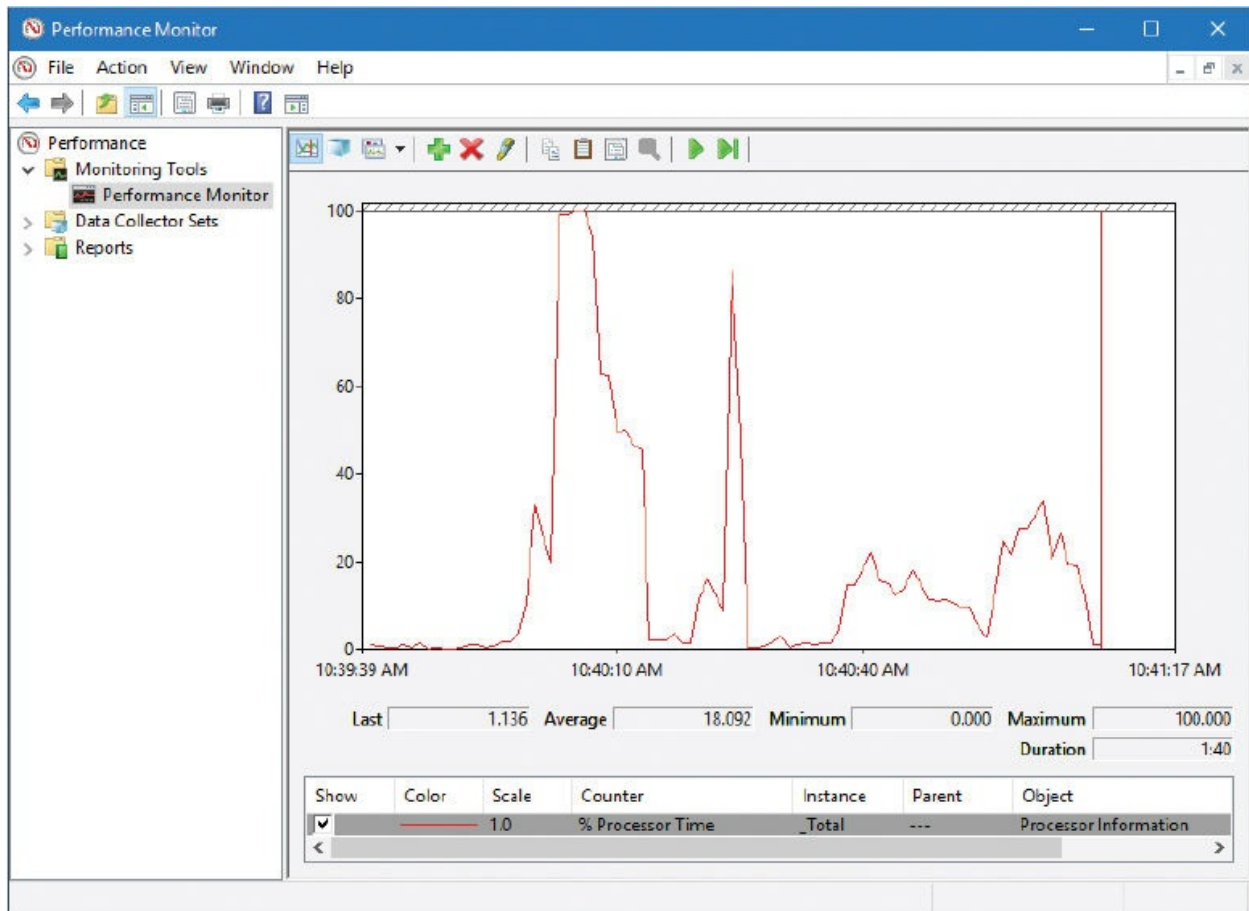 Performance Monitor
File Action View Window Help
Performance
Monitoring Tools
Performance Monitor
Data Collector Sets
Reports
100
80
60
40
20
0
10:39:39 AM 10:40:10 AM 10:40:40 AM 10:41:17 AM
Last 1.136 Average 18.092 Minimum 0.000 Maximum 100.000
Duration 1:40
Show Color Scale Counter Instance Parent Object
1.0 % Processor Time _Total --- Processor Information